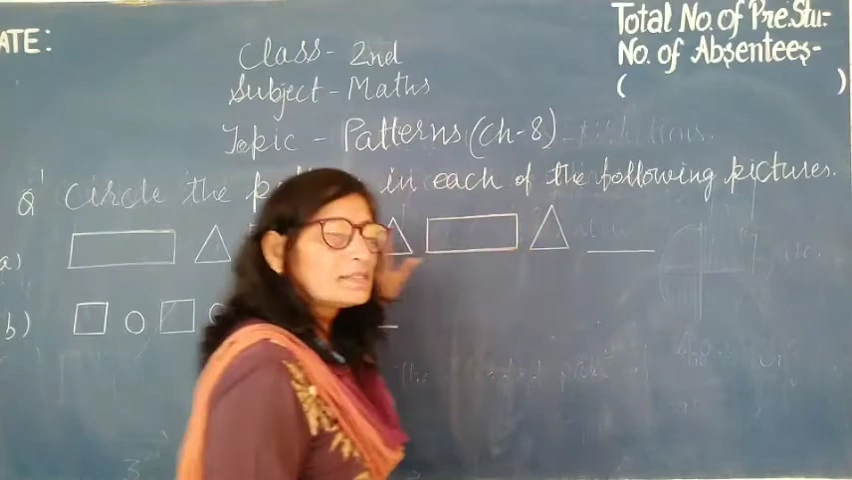 ATE:
Total No. of Pre. Stu:-
No. of Absentees-
( )
Class - 2nd
Subject - Maths
Topic - Patterns (Ch-8)
Q1 Circle the in each of the following pictures.
a)
b)